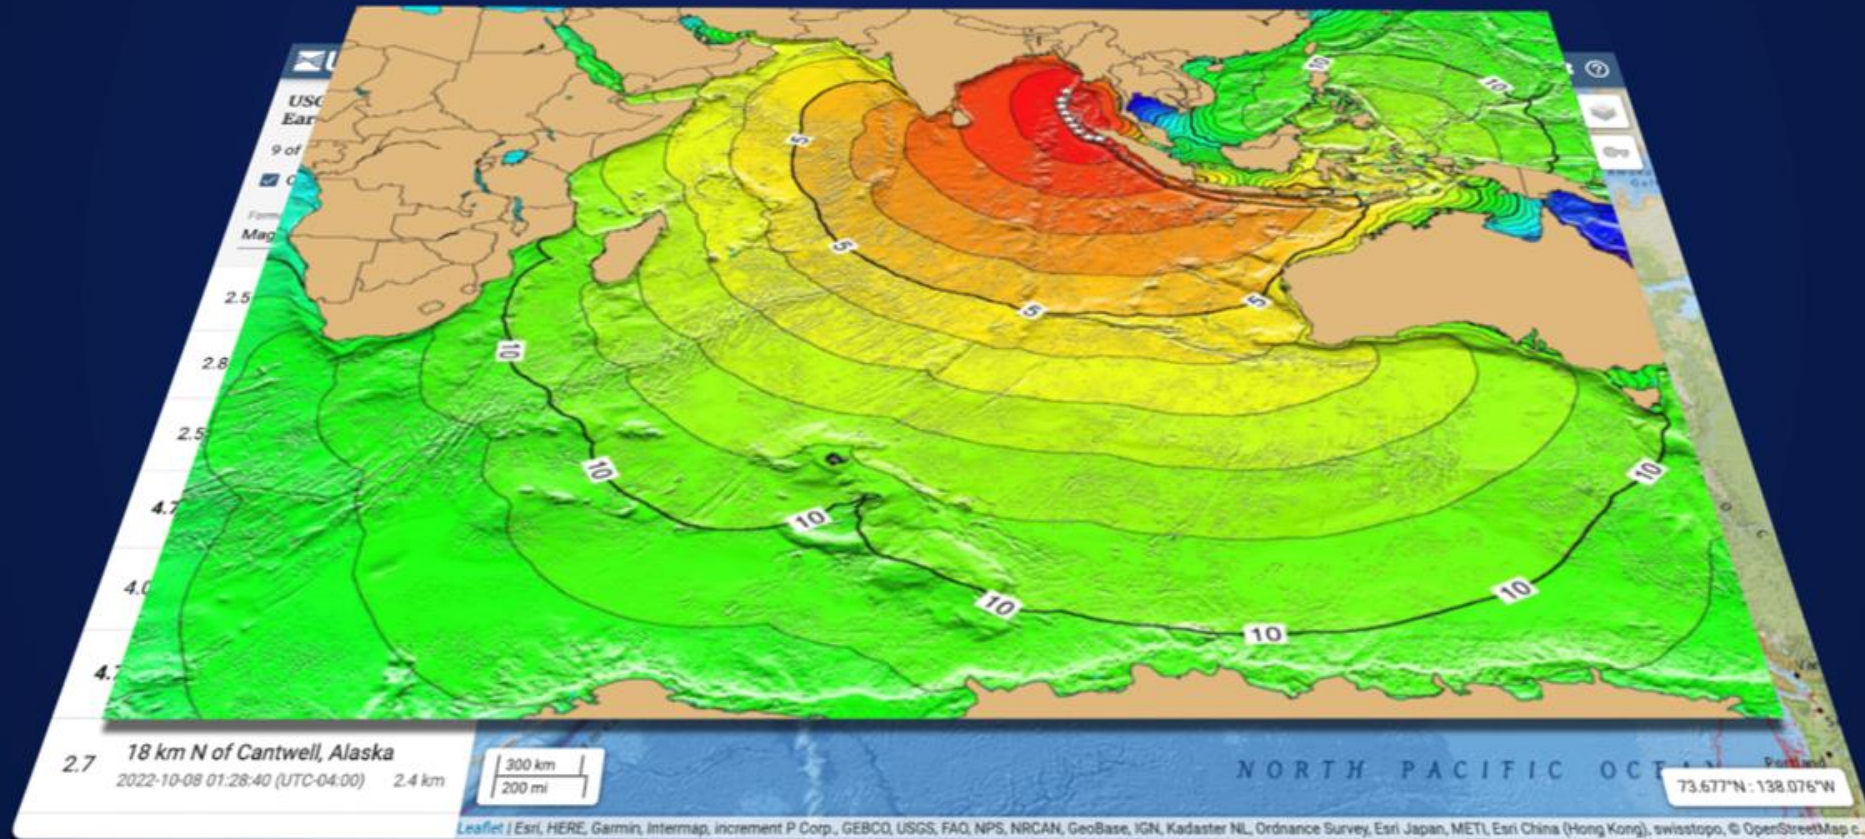 USG
Ear
9 of
Mag
2.5
2.8
2.5
4.7
4.0
4.7
10
10
5
5
5
5
10
10
10
10
10
10
10
2.7
18 km N of Cantwell, Alaska
2022-10-08 01:28:40 (UTC-04:00) 2.4 km
300 km
200 mi
NORTH PACIFIC
Portland
73.677°N : 138.076°W
Leaflet | Esri, HERE, Garmin, Intermap, increment P Corp., GEBCO, USGS, FAO, NPS, NRCAN, GeoBase, IGN, Kadaster NL, Ordnance Survey, Esri Japan, METI, Esri China (Hong Kong), swisstopo, © OpenStreetMap c